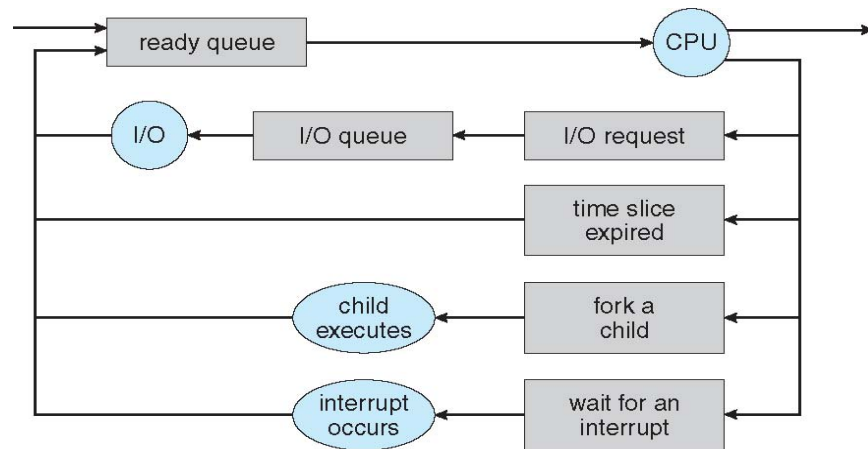 ready queue
CPU
I/O
I/O queue
I/O request
time slice
expired
child
executes
fork a
child
interrupt
occurs
wait for an
interrupt